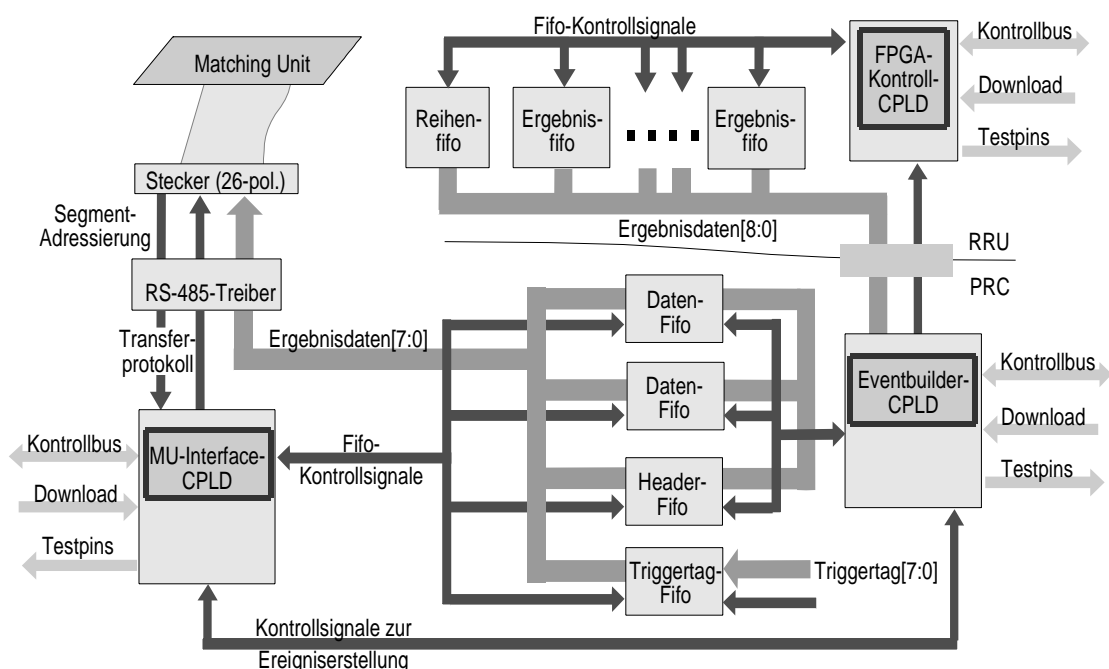 Matching Unit
Stecker (26-pol.)
Segment-
Adressierung
RS-485-Treiber
Transfer-
protokoll
Ergebnisdaten[7:0]
Kontrollbus
Download
Testpins
MU-Interface-
CPLD
Fifo-
Kontrollsignale
Kontrollsignale zur
Ereigniserstellung
Fifo-Kontrollsignale
Reihen-
fifo
Ergebnis-
fifo
Ergebnis-
fifo
FPGA-
Kontroll-
CPLD
Kontrollbus
Download
Testpins
Ergebnisdaten[8:0]
RRU
PRC
Daten-
Fifo
Daten-
Fifo
Header-
Fifo
Triggertag-
Fifo
Triggertag[7:0]
Eventbuilder-
CPLD
Kontrollbus
Download
Testpins